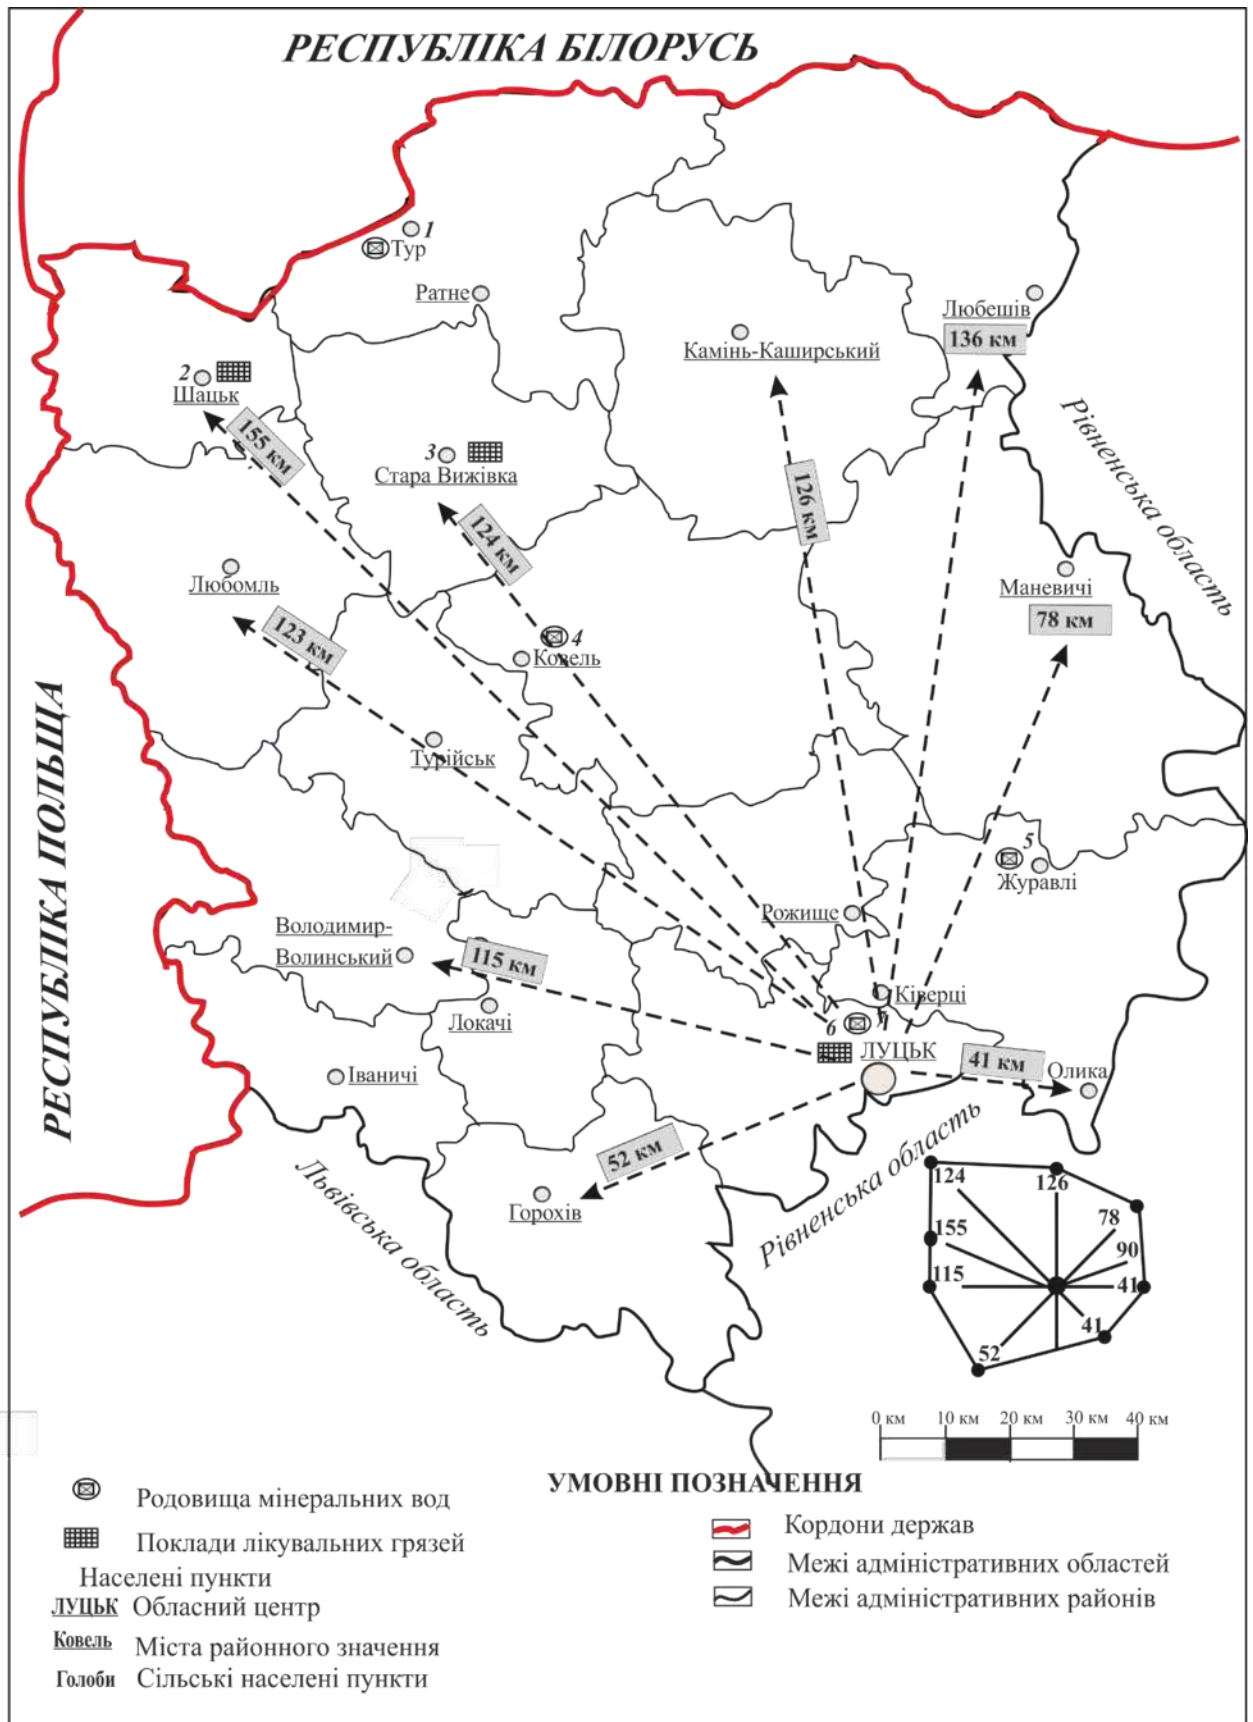 РЕСПУБЛІКА БІЛОРУСЬ
1
Тур
Ратне
Любешів
136 км
Камінь-Каширський
2
Шацьк
155 км
3
Стара Вижівка
124 км
126 км
Рівненська область
Любомль
123 км
Маневичі
78 км
4
Ковель
РЕСПУБЛІКА ПОЛЬЩА
Турійськ
5
Журавлі
Рожище
Володимир-
Волинський
115 км
Локачі
Ківерці
6
7
ЛУЦЬК
41 км
Олика
Іваничі
52 км
Горохів
Львівська область
Рівненська область
124
126
78
155
90
115
41
41
52
0 км
10 км
20 км
30 км
40 км
УМОВНІ ПОЗНАЧЕННЯ
Родовища мінеральних вод
Поклади лікувальних грязей
Населені пункти
ЛУЦЬК Обласний центр
Ковель Міста районного значення
Голоби Сільські населені пункти
Кордони держав
Межі адміністративних областей
Межі адміністративних районів